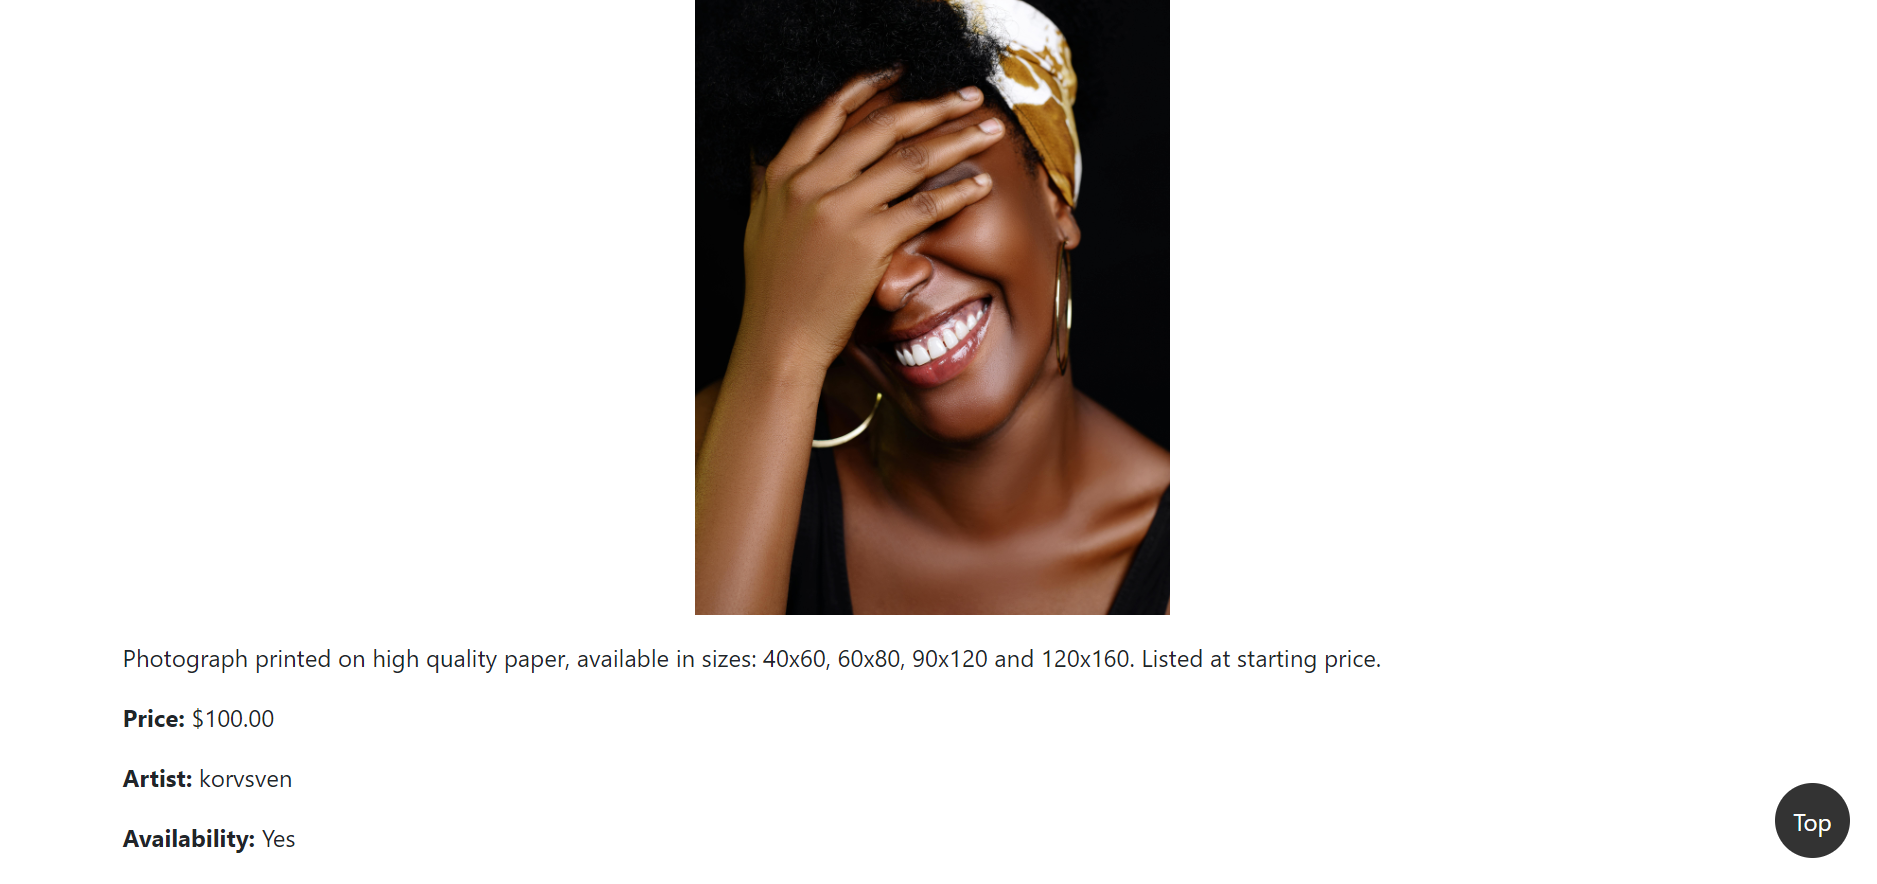 Photograph printed on high quality paper, available in sizes: 40x60, 60x80, 90x120 and 120x160. Listed at starting price.
Price: $100.00
Artist: korvsven
Availability: Yes
Top